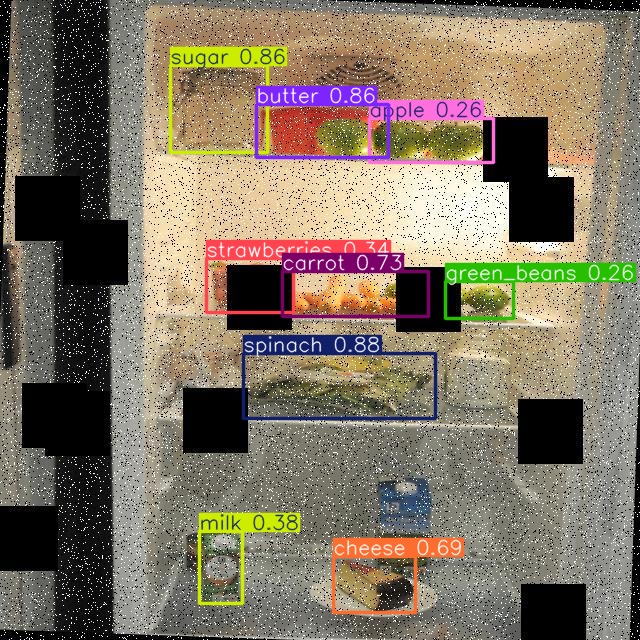 sugar 0.86
butter 0.86
apple 0.26
strawberries 0.34
carrot 0.73
green_beans 0.26
spinach 0.88
milk 0.38
cheese 0.69